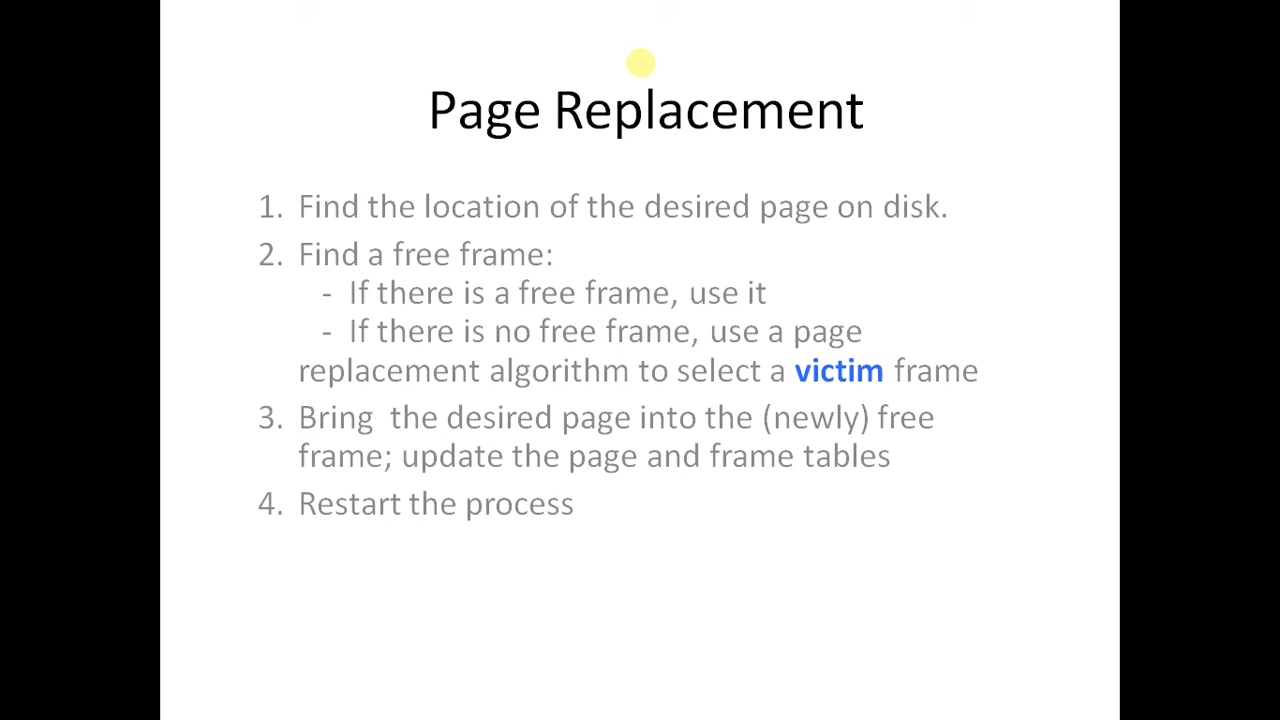 Page Replacement
1. Find the location of the desired page on disk.
2. Find a free frame:
- If there is a free frame, use it
- If there is no free frame, use a page
replacement algorithm to select a victim frame
3. Bring  the desired page into the (newly) free
frame; update the page and frame tables
4. Restart the process